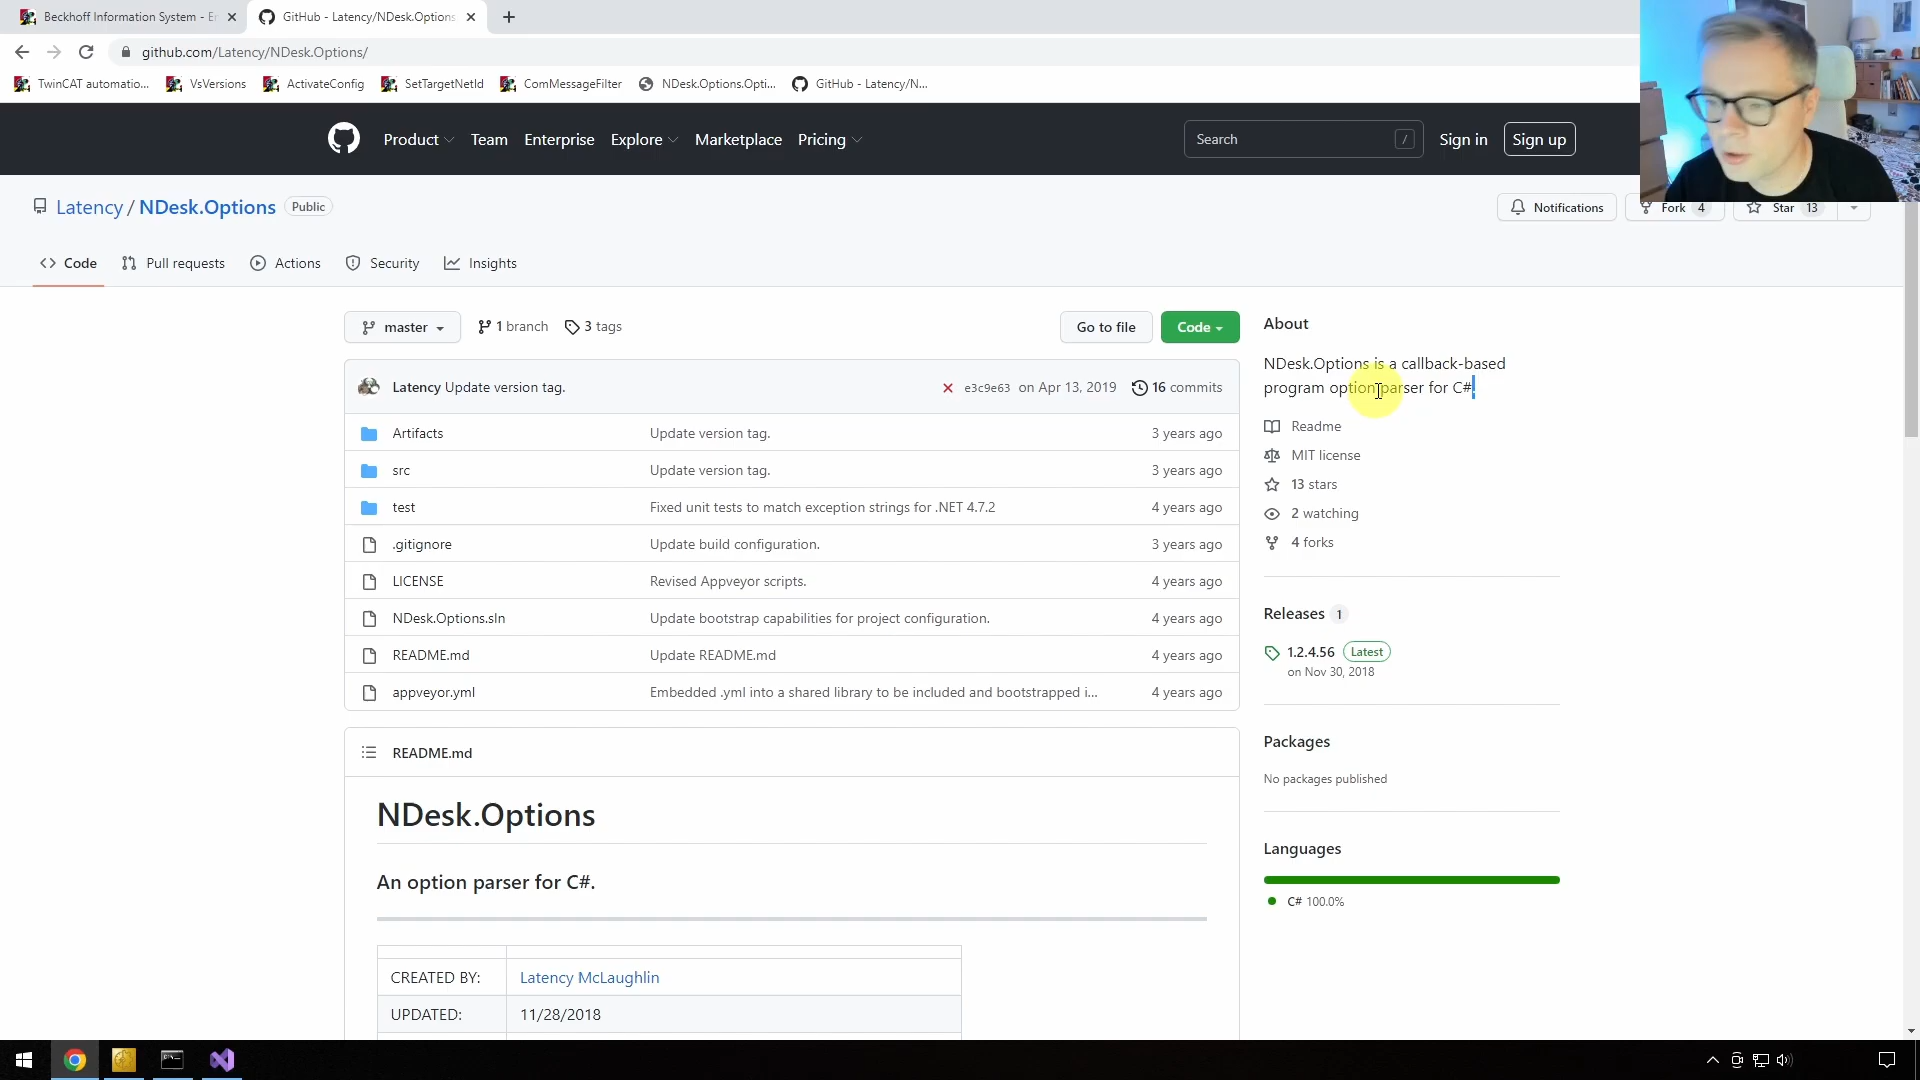 Beckhoff Information System - Er
GitHub - Latency/NDesk.Options
github.com/Latency/NDesk.Options/
TwinCAT automatio...
VsVersions
ActivateConfig
SetTargetNetId
ComMessageFilter
NDesk.Options.Opti...
GitHub - Latency/N...
Product
Team
Enterprise
Explore
Marketplace
Pricing
Search
/
Sign in
Sign up
Latency / NDesk.Options
Public
Notifications
Fork 4
Star 13
Code
Pull requests
Actions
Security
Insights
master
1 branch
3 tags
Go to file
Code
Latency Update version tag.
e3c9e63 on Apr 13, 2019
16 commits
Artifacts Update version tag. 3 years ago
src Update version tag. 3 years ago
test Fixed unit tests to match exception strings for .NET 4.7.2 4 years ago
.gitignore Update build configuration. 3 years ago
LICENSE Revised Appveyor scripts. 4 years ago
NDesk.Options.sln Update bootstrap capabilities for project configuration. 4 years ago
README.md Update README.md 4 years ago
appveyor.yml Embedded .yml into a shared library to be included and bootstrapped i... 4 years ago
README.md
NDesk.Options
An option parser for C#.
CREATED BY: Latency McLaughlin
UPDATED: 11/28/2018
About
NDesk.Options is a callback-based
program option parser for C#.
Readme
MIT license
13 stars
2 watching
4 forks
Releases 1
1.2.4.56 Latest
on Nov 30, 2018
Packages
No packages published
Languages
C# 100.0%